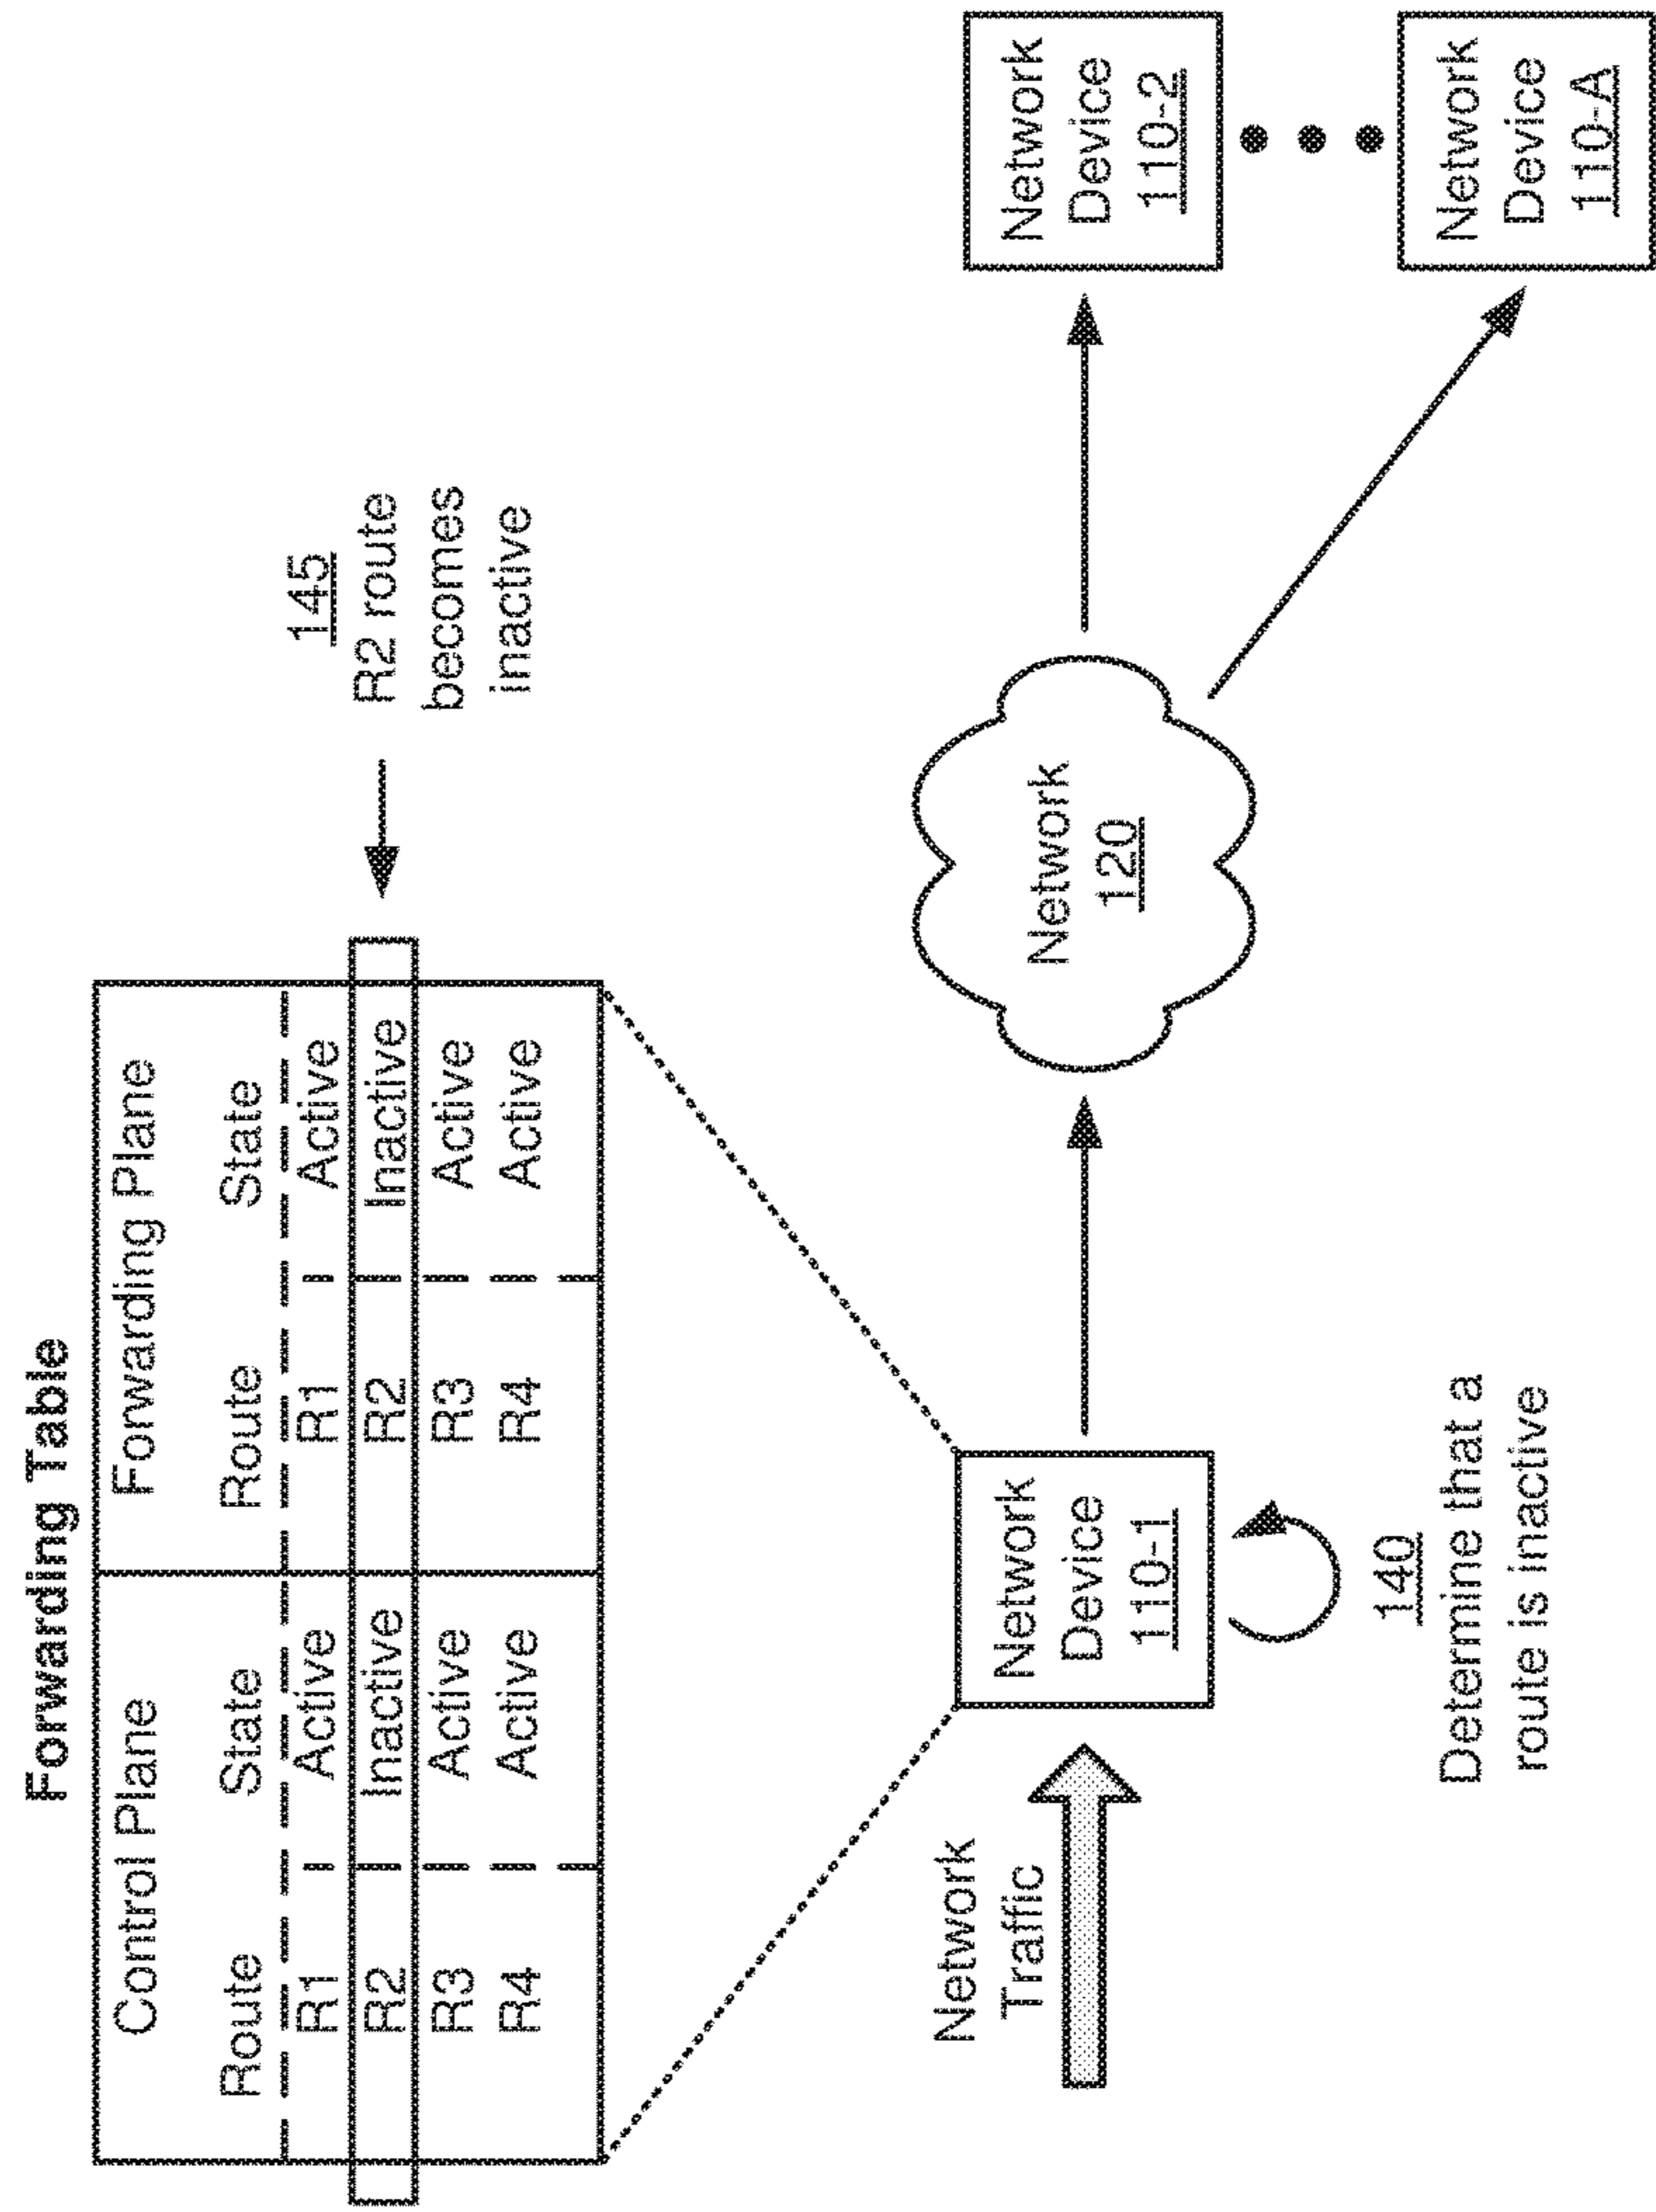 Forwarding Table
Control Plane Forwarding Plane
Route State Route State
R1 Active R1 Active
R2 Inactive R2 Inactive
R3 Active R3 Active
R4 Active R4 Active
145
R2 route
becomes
inactive
Network
Traffic
Network
Device
110-1
140
Determine that a
route is inactive
Network
120
Network
Device
110-2
Network
Device
110-A